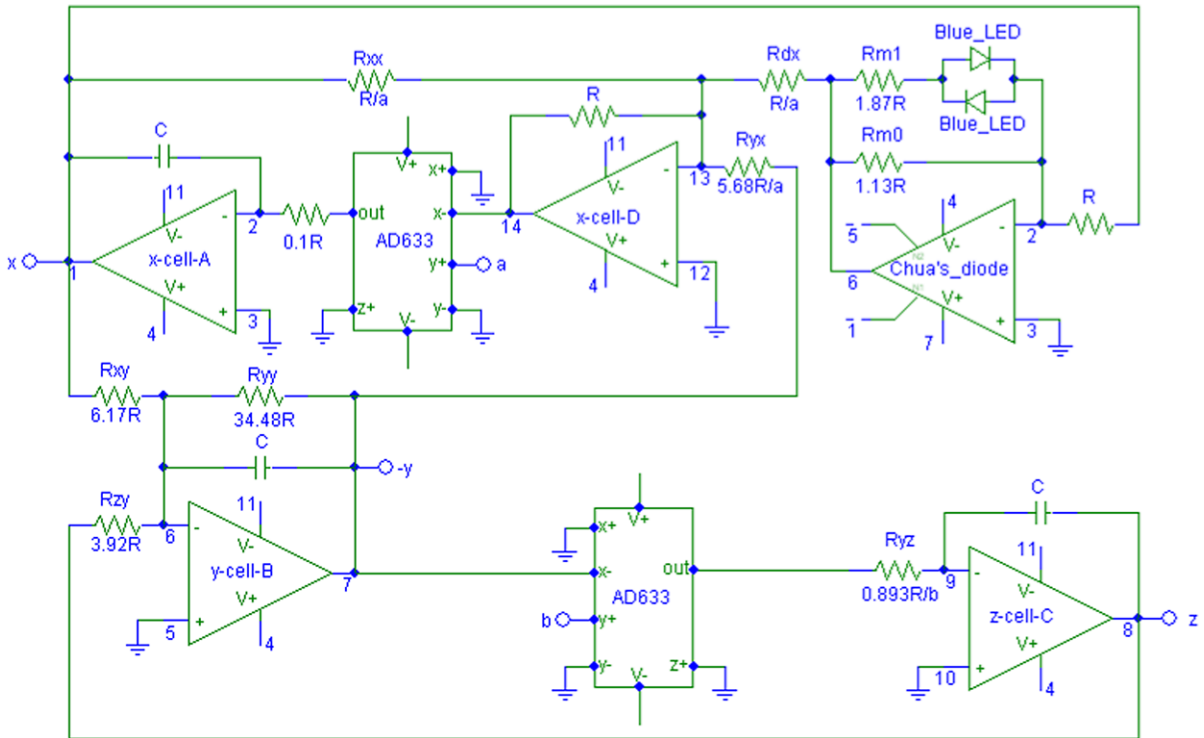 Blue_LED
Rxx
R/a
Rdx
R/a
Rm1
1.87R
Blue_LED
C
R
Rm0
1.13R
11
V+
x+
11
13
Ryx
5.68R/a
4
R
2
0.1R
out
x-
14
V-
-
5
V-
-
2
x
1
V-
-
x-cell-A
AD633
x-cell-D
N2
Chua's_diode
V+
+
y+
a
V+
+
12
6
N1
V+
+
4
3
z+
V-
y-
4
1
7
3
Rxy
6.17R
Ryy
34.48R
C
-y
Rzy
3.92R
6
11
-
V-
y-cell-B
V+
+
5
4
7
x+
V+
x-
out
AD633
b
y+
y-
V-
z+
Ryz
0.893R/b
C
9
11
-
V-
z-cell-C
V+
+
10
4
8
z